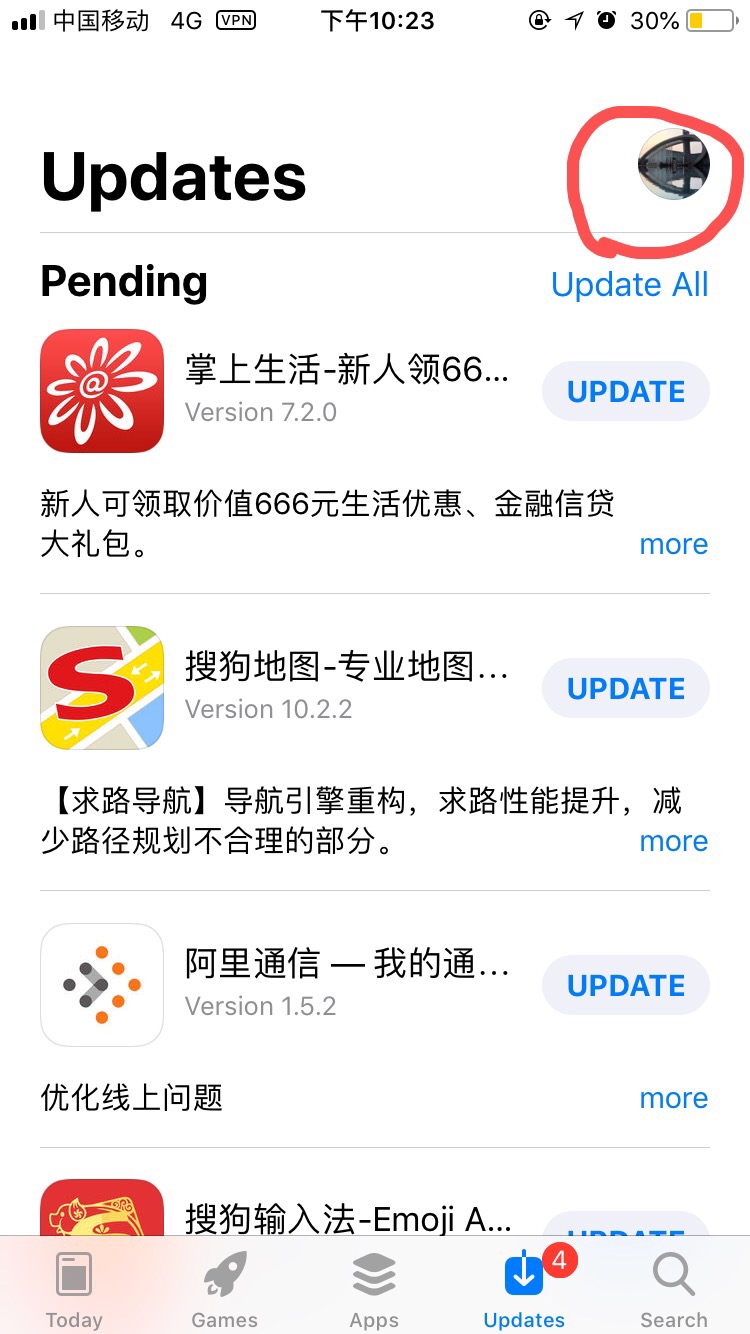 中国移动 4G VPN 下午10:23 30%
Updates
Pending Update All
@
掌上生活-新人领66... UPDATE
Version 7.2.0
新人可领取价值666元生活优惠、金融信贷
大礼包。 more
S
搜狗地图-专业地图... UPDATE
Version 10.2.2
【求路导航】导航引擎重构，求路性能提升，减
少路径规划不合理的部分。 more
阿里通信 — 我的通... UPDATE
Version 1.5.2
优化线上问题 more
搜狗输入法-Emoji A... UPDATE
4
Today Games Apps Updates Search